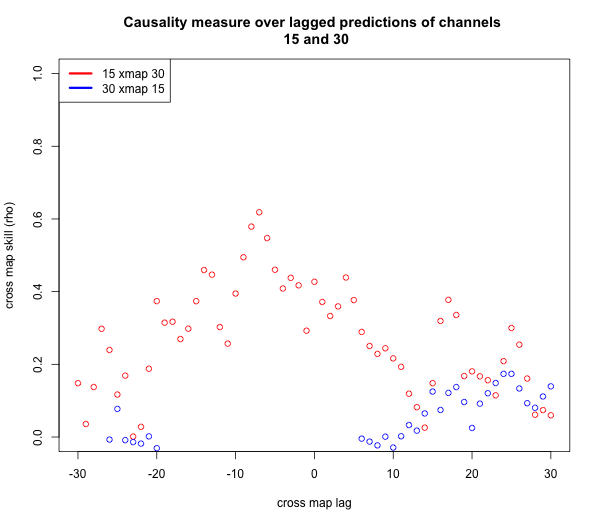 Causality measure over lagged predictions of channels
15 and 30
15 xmap 30
30 xmap 15
cross map skill (rho)
1.0
0.8
0.6
0.4
0.2
0.0
-30 -20 -10 0 10 20 30
cross map lag